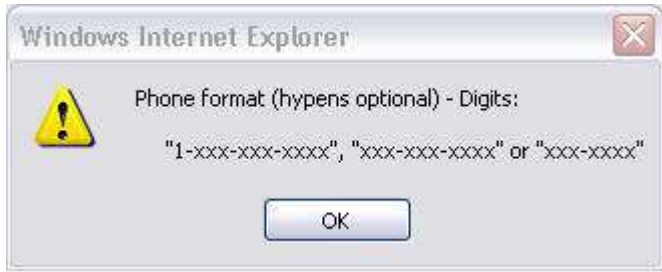 Windows Internet Explorer
Phone format (hypens optional) - Digits:
"1-xxx-xxx-xxxx", "xxx-xxx-xxxx" or "xxx-xxxx"
OK